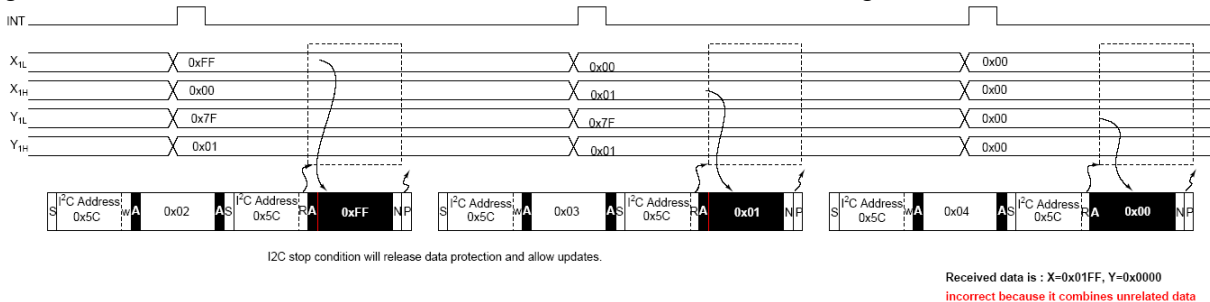 INT
X1L 0xFF 0x00 0x00
X1H 0x00 0x01 0x00
Y1L 0x7F 0x7F 0x00
Y1H 0x01 0x01 0x00
S I²C Address 0x5C w A 0x02 A S I²C Address 0x5C R A 0xFF N P
S I²C Address 0x5C w A 0x03 A S I²C Address 0x5C R A 0x01 N P
S I²C Address 0x5C w A 0x04 A S I²C Address 0x5C R A 0x00 N P
I2C stop condition will release data protection and allow updates.
Received data is : X=0x01FF, Y=0x0000
incorrect because it combines unrelated data